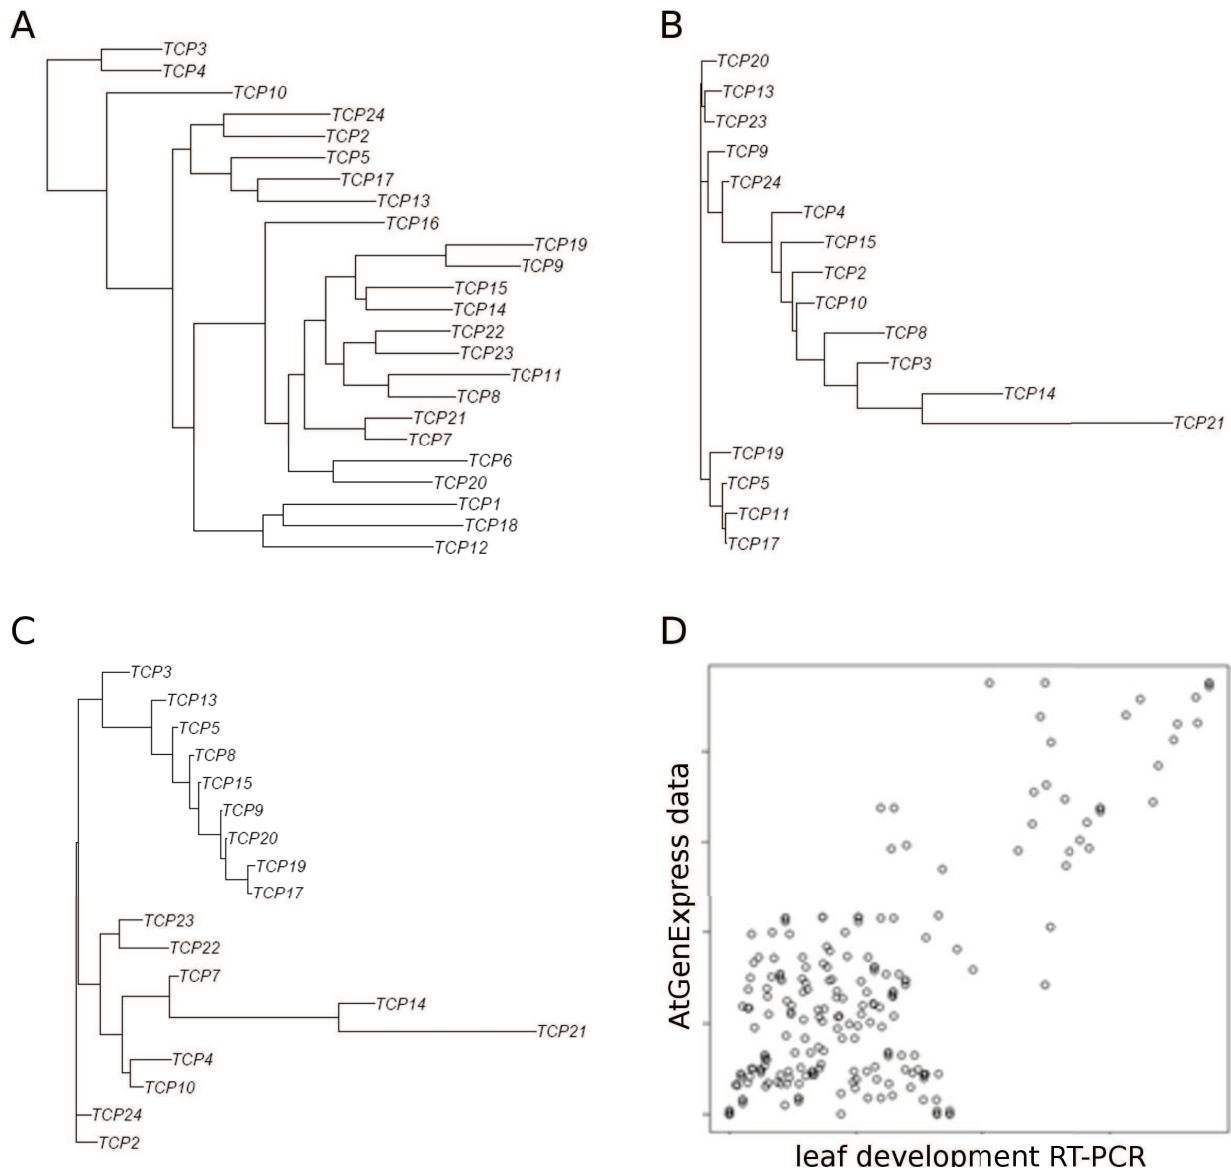 A
TCP3
TCP4
TCP10
TCP24
TCP2
TCP5
TCP17
TCP13
TCP16
TCP19
TCP9
TCP15
TCP14
TCP22
TCP23
TCP11
TCP8
TCP21
TCP7
TCP6
TCP20
TCP1
TCP18
TCP12
B
TCP20
TCP13
TCP23
TCP9
TCP24
TCP4
TCP15
TCP2
TCP10
TCP8
TCP3
TCP14
TCP21
TCP19
TCP5
TCP11
TCP17
C
TCP3
TCP13
TCP5
TCP8
TCP15
TCP9
TCP20
TCP19
TCP17
TCP23
TCP22
TCP7
TCP14
TCP21
TCP4
TCP10
TCP24
TCP2
D
AtGenExpress data
leaf development RT-PCR